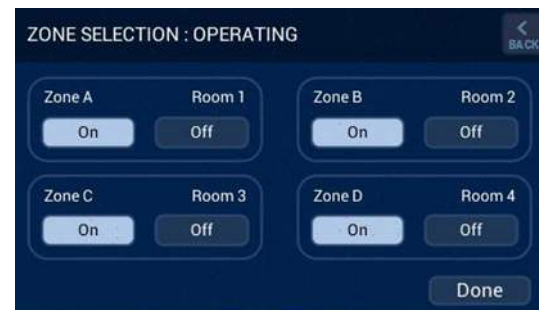 ZONE SELECTION : OPERATING
BACK
Zone A Room 1
On Off
Zone B Room 2
On Off
Zone C Room 3
On Off
Zone D Room 4
On Off
Done